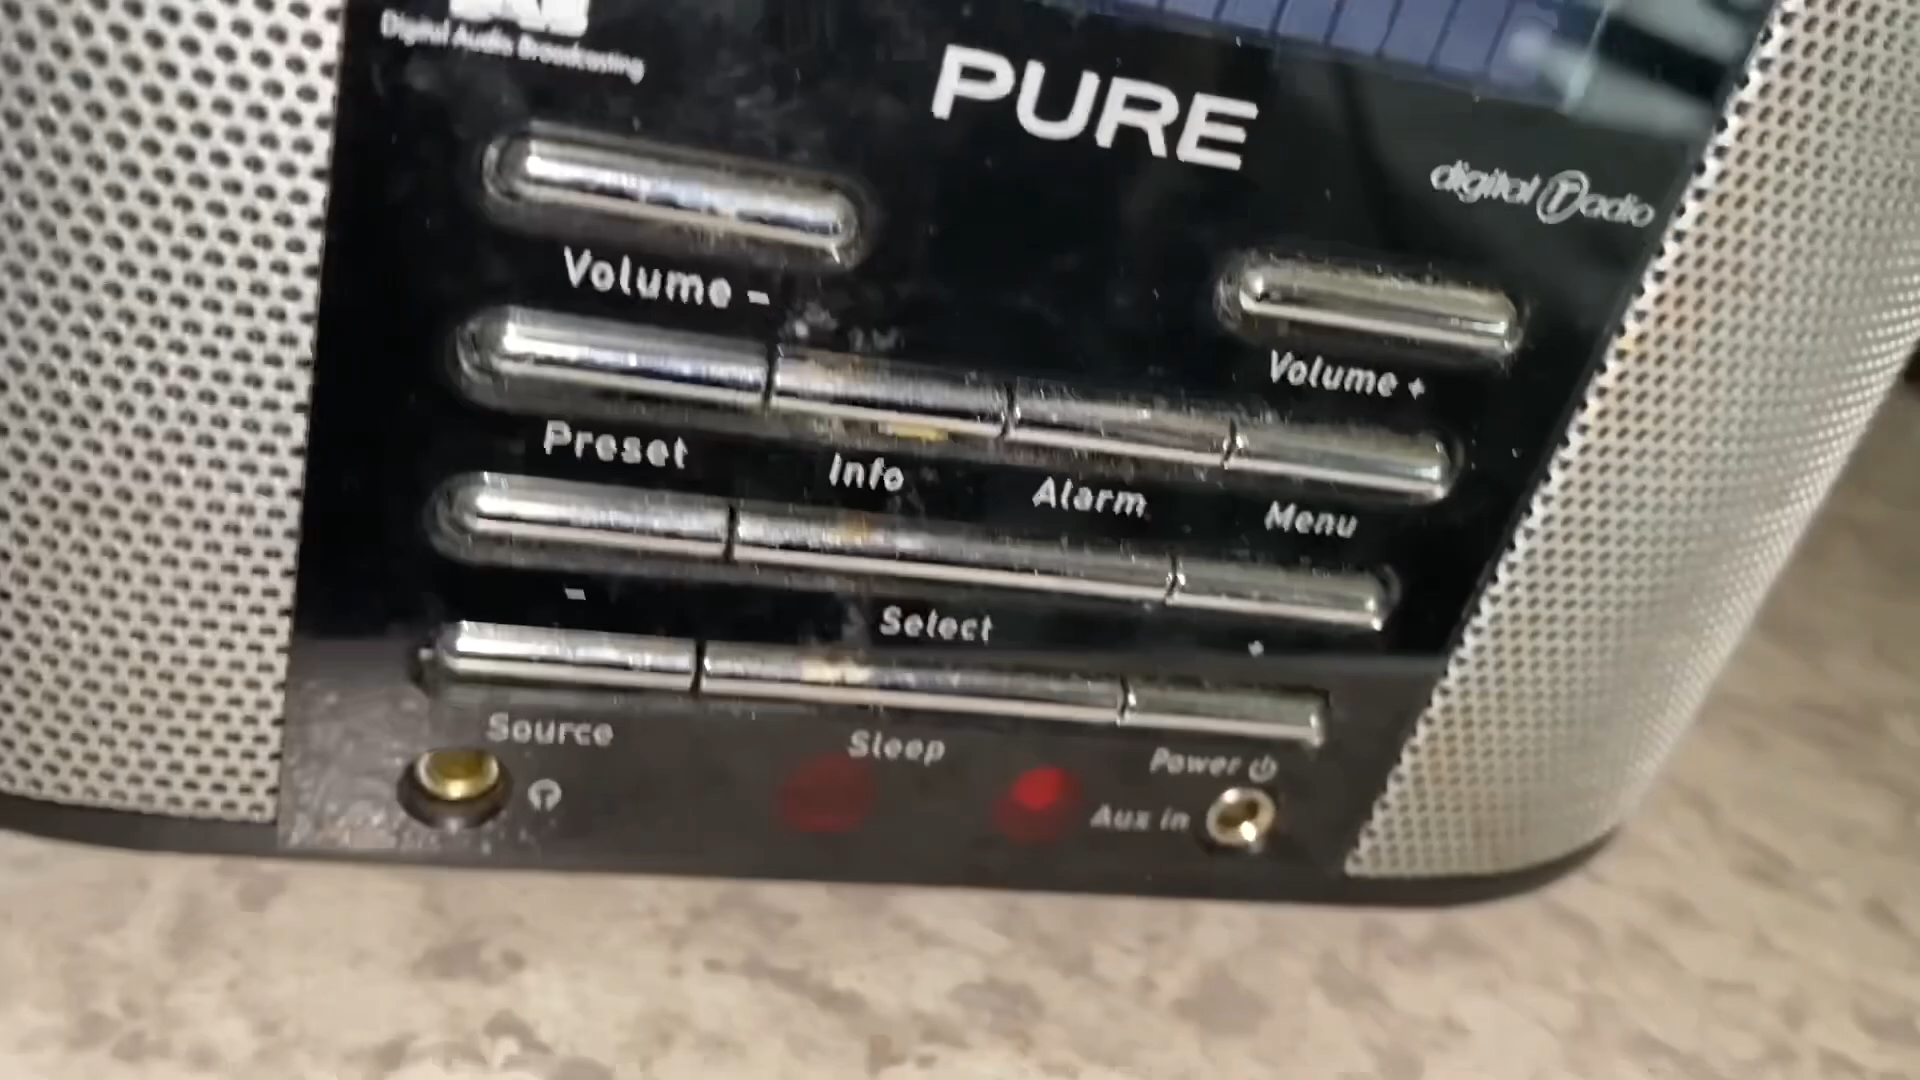 Digital Audio Broadcasting
PURE
digital radio
Volume -
Volume +
Preset
Info
Alarm
Menu
-
Select
+
Source
Sleep
Power
Aux in